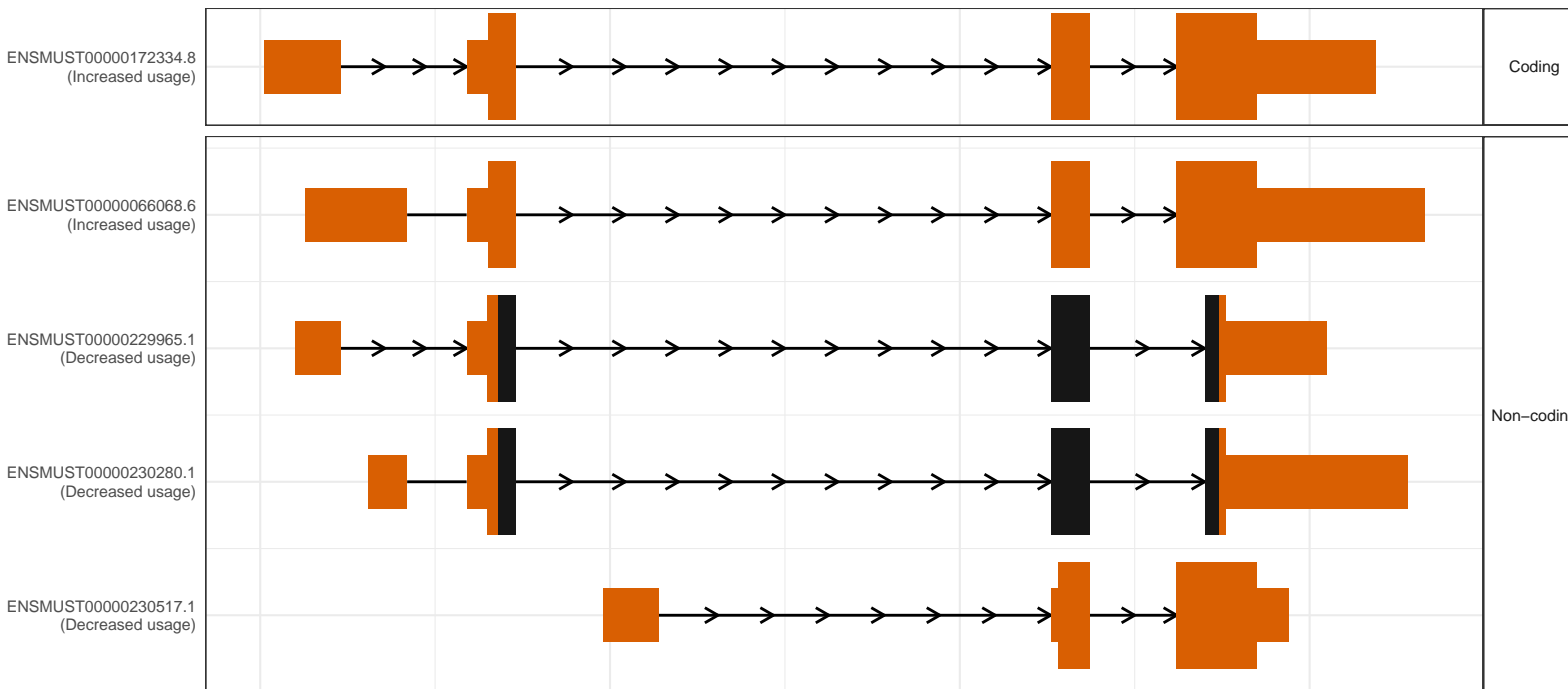 ENSMUST00000172334.8
(Increased usage)
Coding
ENSMUST00000066068.6
(Increased usage)
ENSMUST00000229965.1
(Decreased usage)
Non−codin
ENSMUST00000230280.1
(Decreased usage)
ENSMUST00000230517.1
(Decreased usage)